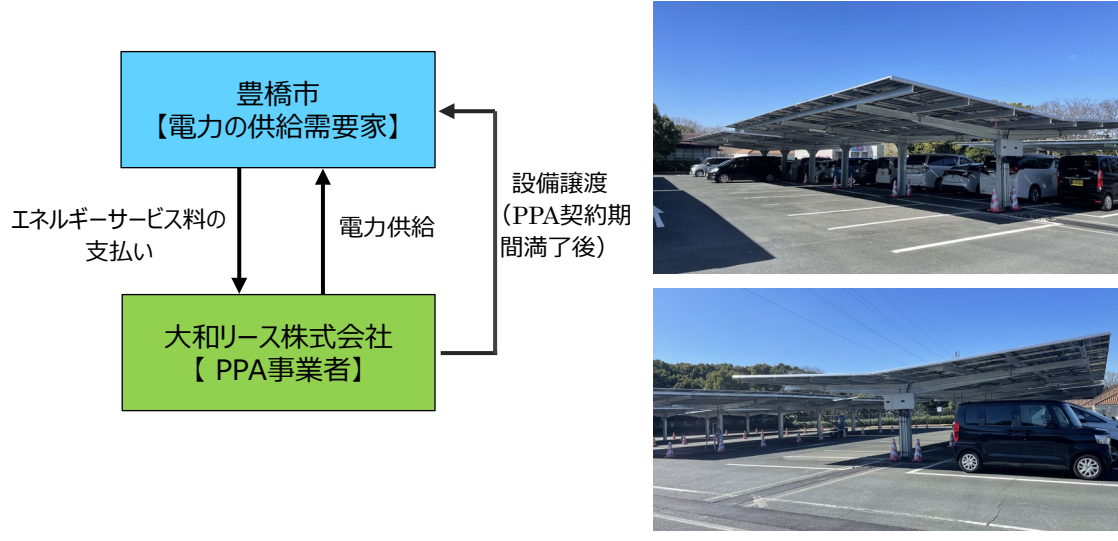 豊橋市
【電力の供給需要家】
エネルギーサービス料の
支払い
電力供給
設備譲渡
（PPA契約期
間満了後）
大和リース株式会社
【 PPA事業者】